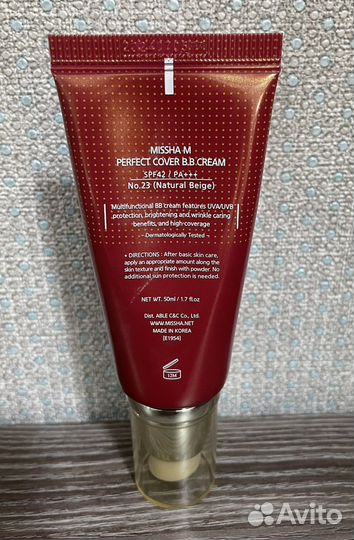 MISSHA M
PERFECT COVER B.B CREAM
SPF42 / PA+++
No.23 (Natural Beige)
Multifunctional BB cream features UVA/UVB
protection, brightening and wrinkle caring
benefits, and high-coverage
- Dermatologically Tested -
• DIRECTIONS : After basic skin care,
apply an appropriate amount along the
skin texture and finish with powder. No
additional sun protection is needed.
NET WT. 50ml / 1.7 fl.oz
Dist. ABLE C&C Co., Ltd.
WWW.MISSHA.NET
MADE IN KOREA
[E1954]
12M
Avito